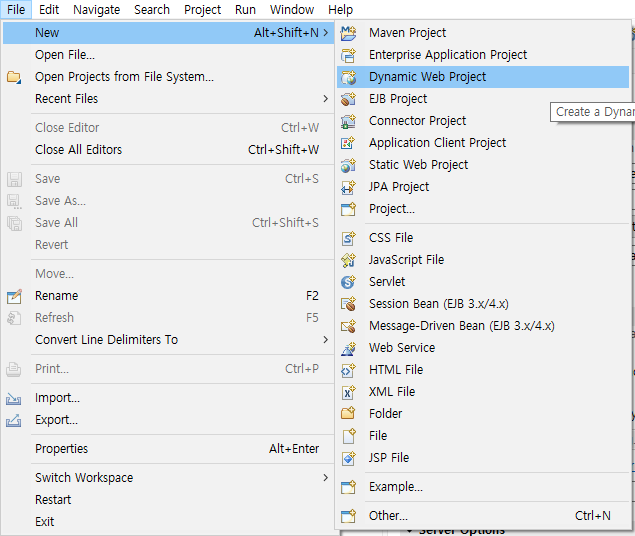 File Edit Navigate Search Project Run Window Help
New Alt+Shift+N
Open File...
Open Projects from File System...
Recent Files
Close Editor Ctrl+W
Close All Editors Ctrl+Shift+W
Save Ctrl+S
Save As...
Save All Ctrl+Shift+S
Revert
Move...
Rename F2
Refresh F5
Convert Line Delimiters To
Print... Ctrl+P
Import...
Export...
Properties Alt+Enter
Switch Workspace
Restart
Exit
Maven Project
Enterprise Application Project
Dynamic Web Project
EJB Project
Create a Dynam
Connector Project
Application Client Project
Static Web Project
JPA Project
Project...
CSS File
JavaScript File
Servlet
Session Bean (EJB 3.x/4.x)
Message-Driven Bean (EJB 3.x/4.x)
Web Service
HTML File
XML File
Folder
File
JSP File
Example...
Other... Ctrl+N
Server Options